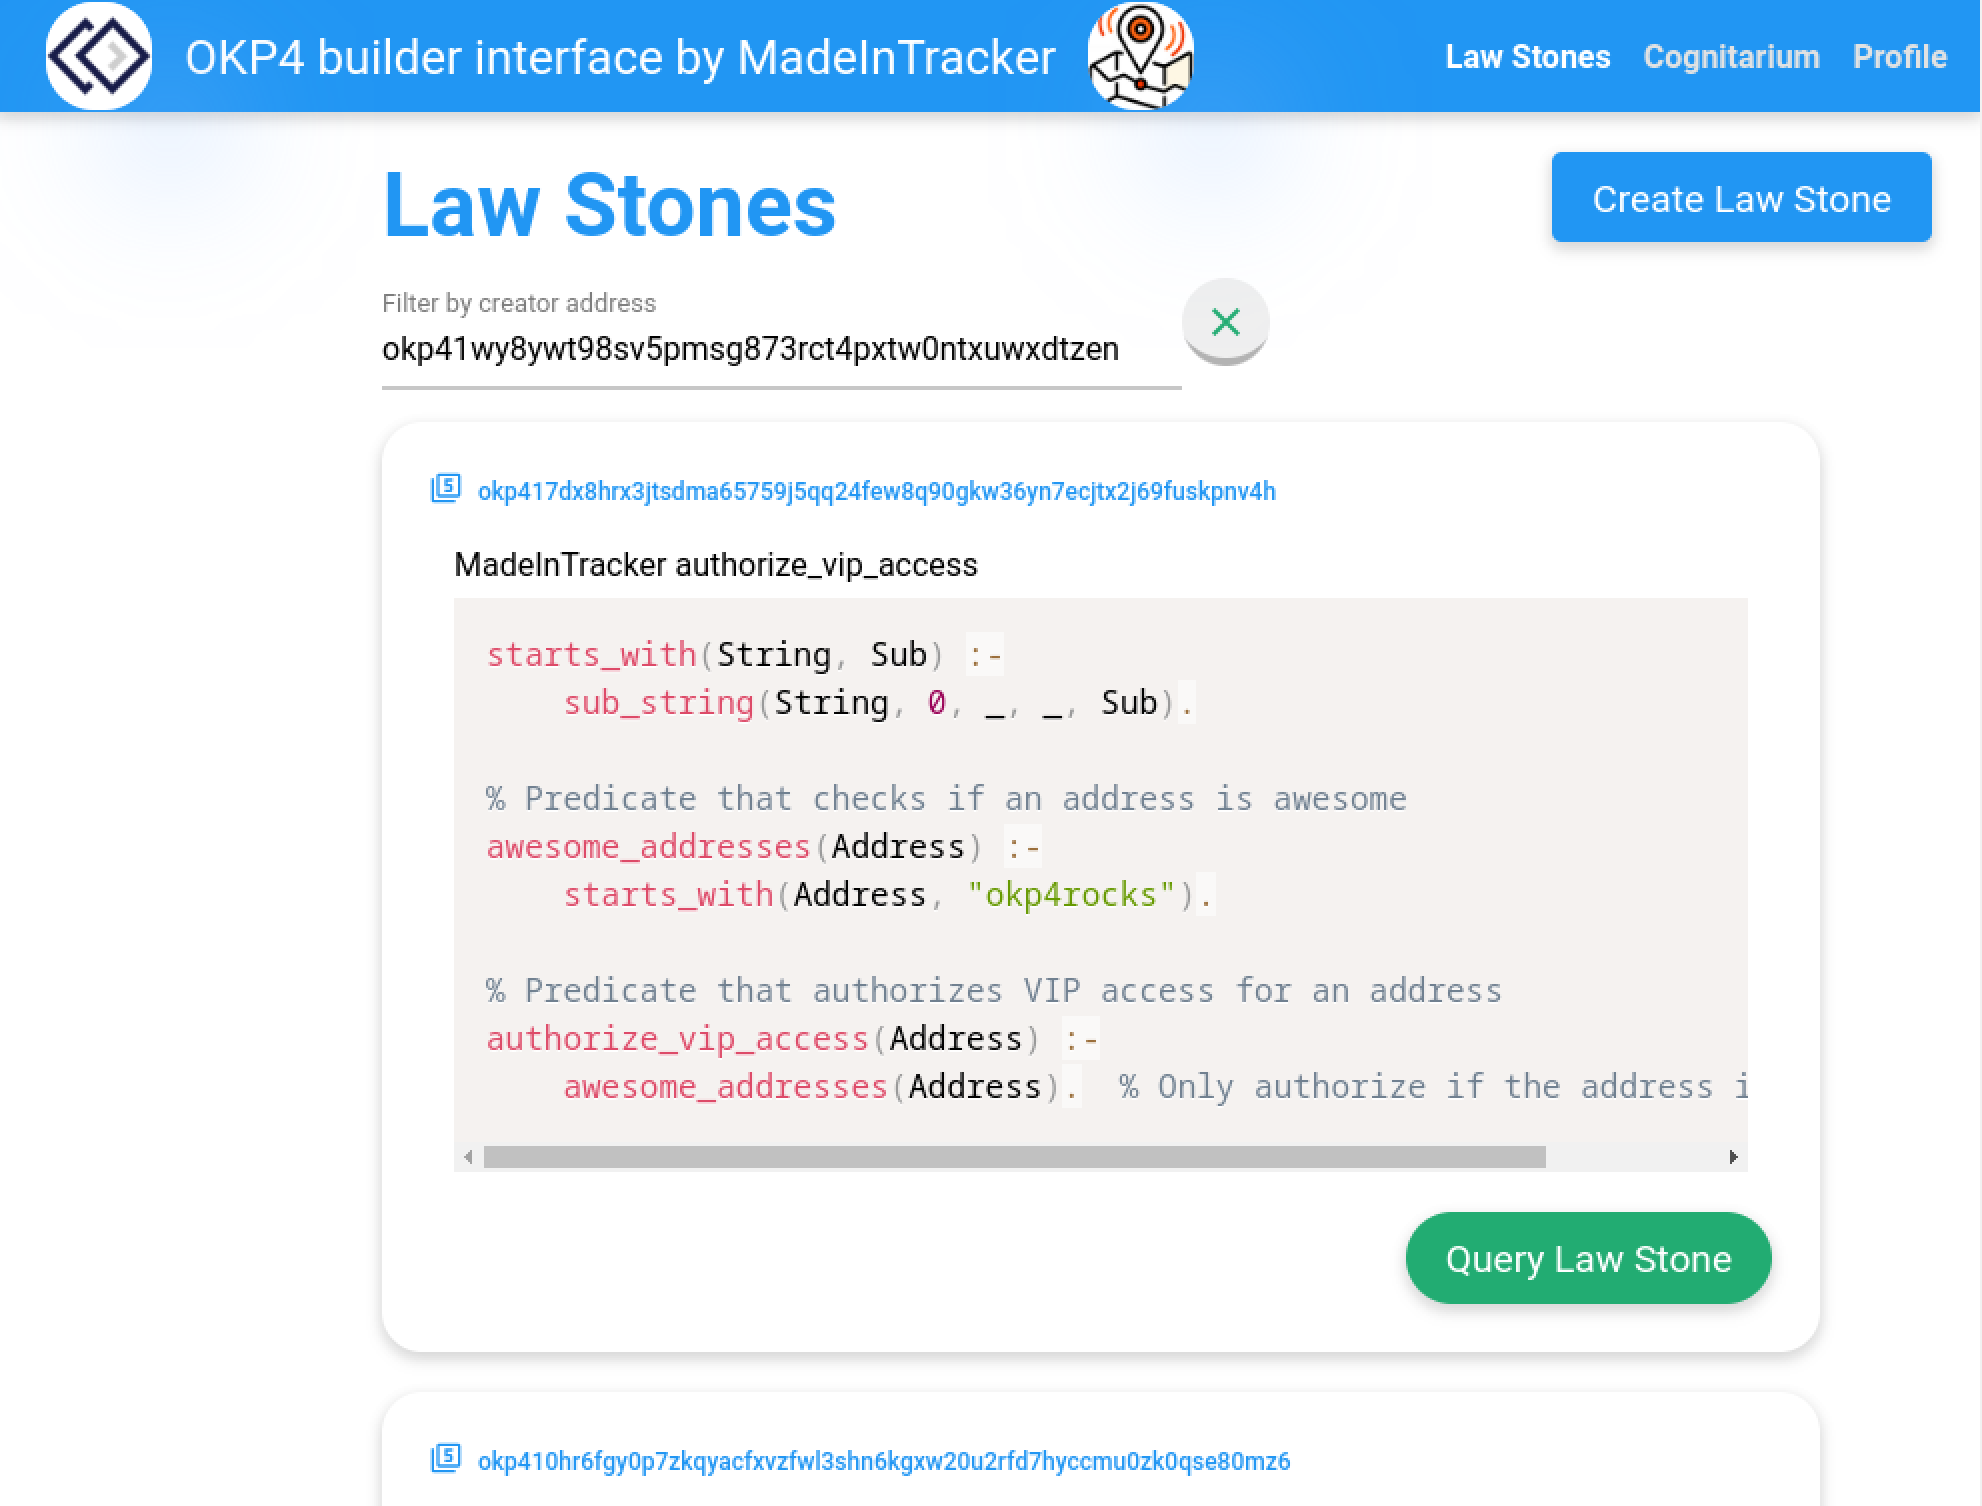 OKP4 builder interface by MadeInTracker
Law Stones Cognitarium Profile
Law Stones
Create Law Stone
Filter by creator address
okp41wy8ywt98sv5pmsg873rct4pxtw0ntxuwxdtzen
5 okp417dx8hrx3jtsdma65759j5qq24few8q90gkw36yn7ecjtx2j69fuskpnv4h
MadeInTracker authorize_vip_access
starts_with(String, Sub) :-
    sub_string(String, 0, _, _, Sub).
% Predicate that checks if an address is awesome
awesome_addresses(Address) :-
    starts_with(Address, "okp4rocks").
% Predicate that authorizes VIP access for an address
authorize_vip_access(Address) :-
    awesome_addresses(Address).  % Only authorize if the address i
Query Law Stone
5 okp410hr6fgy0p7zkqyacfxvzfwl3shn6kgxw20u2rfd7hyccmu0zk0qse80mz6